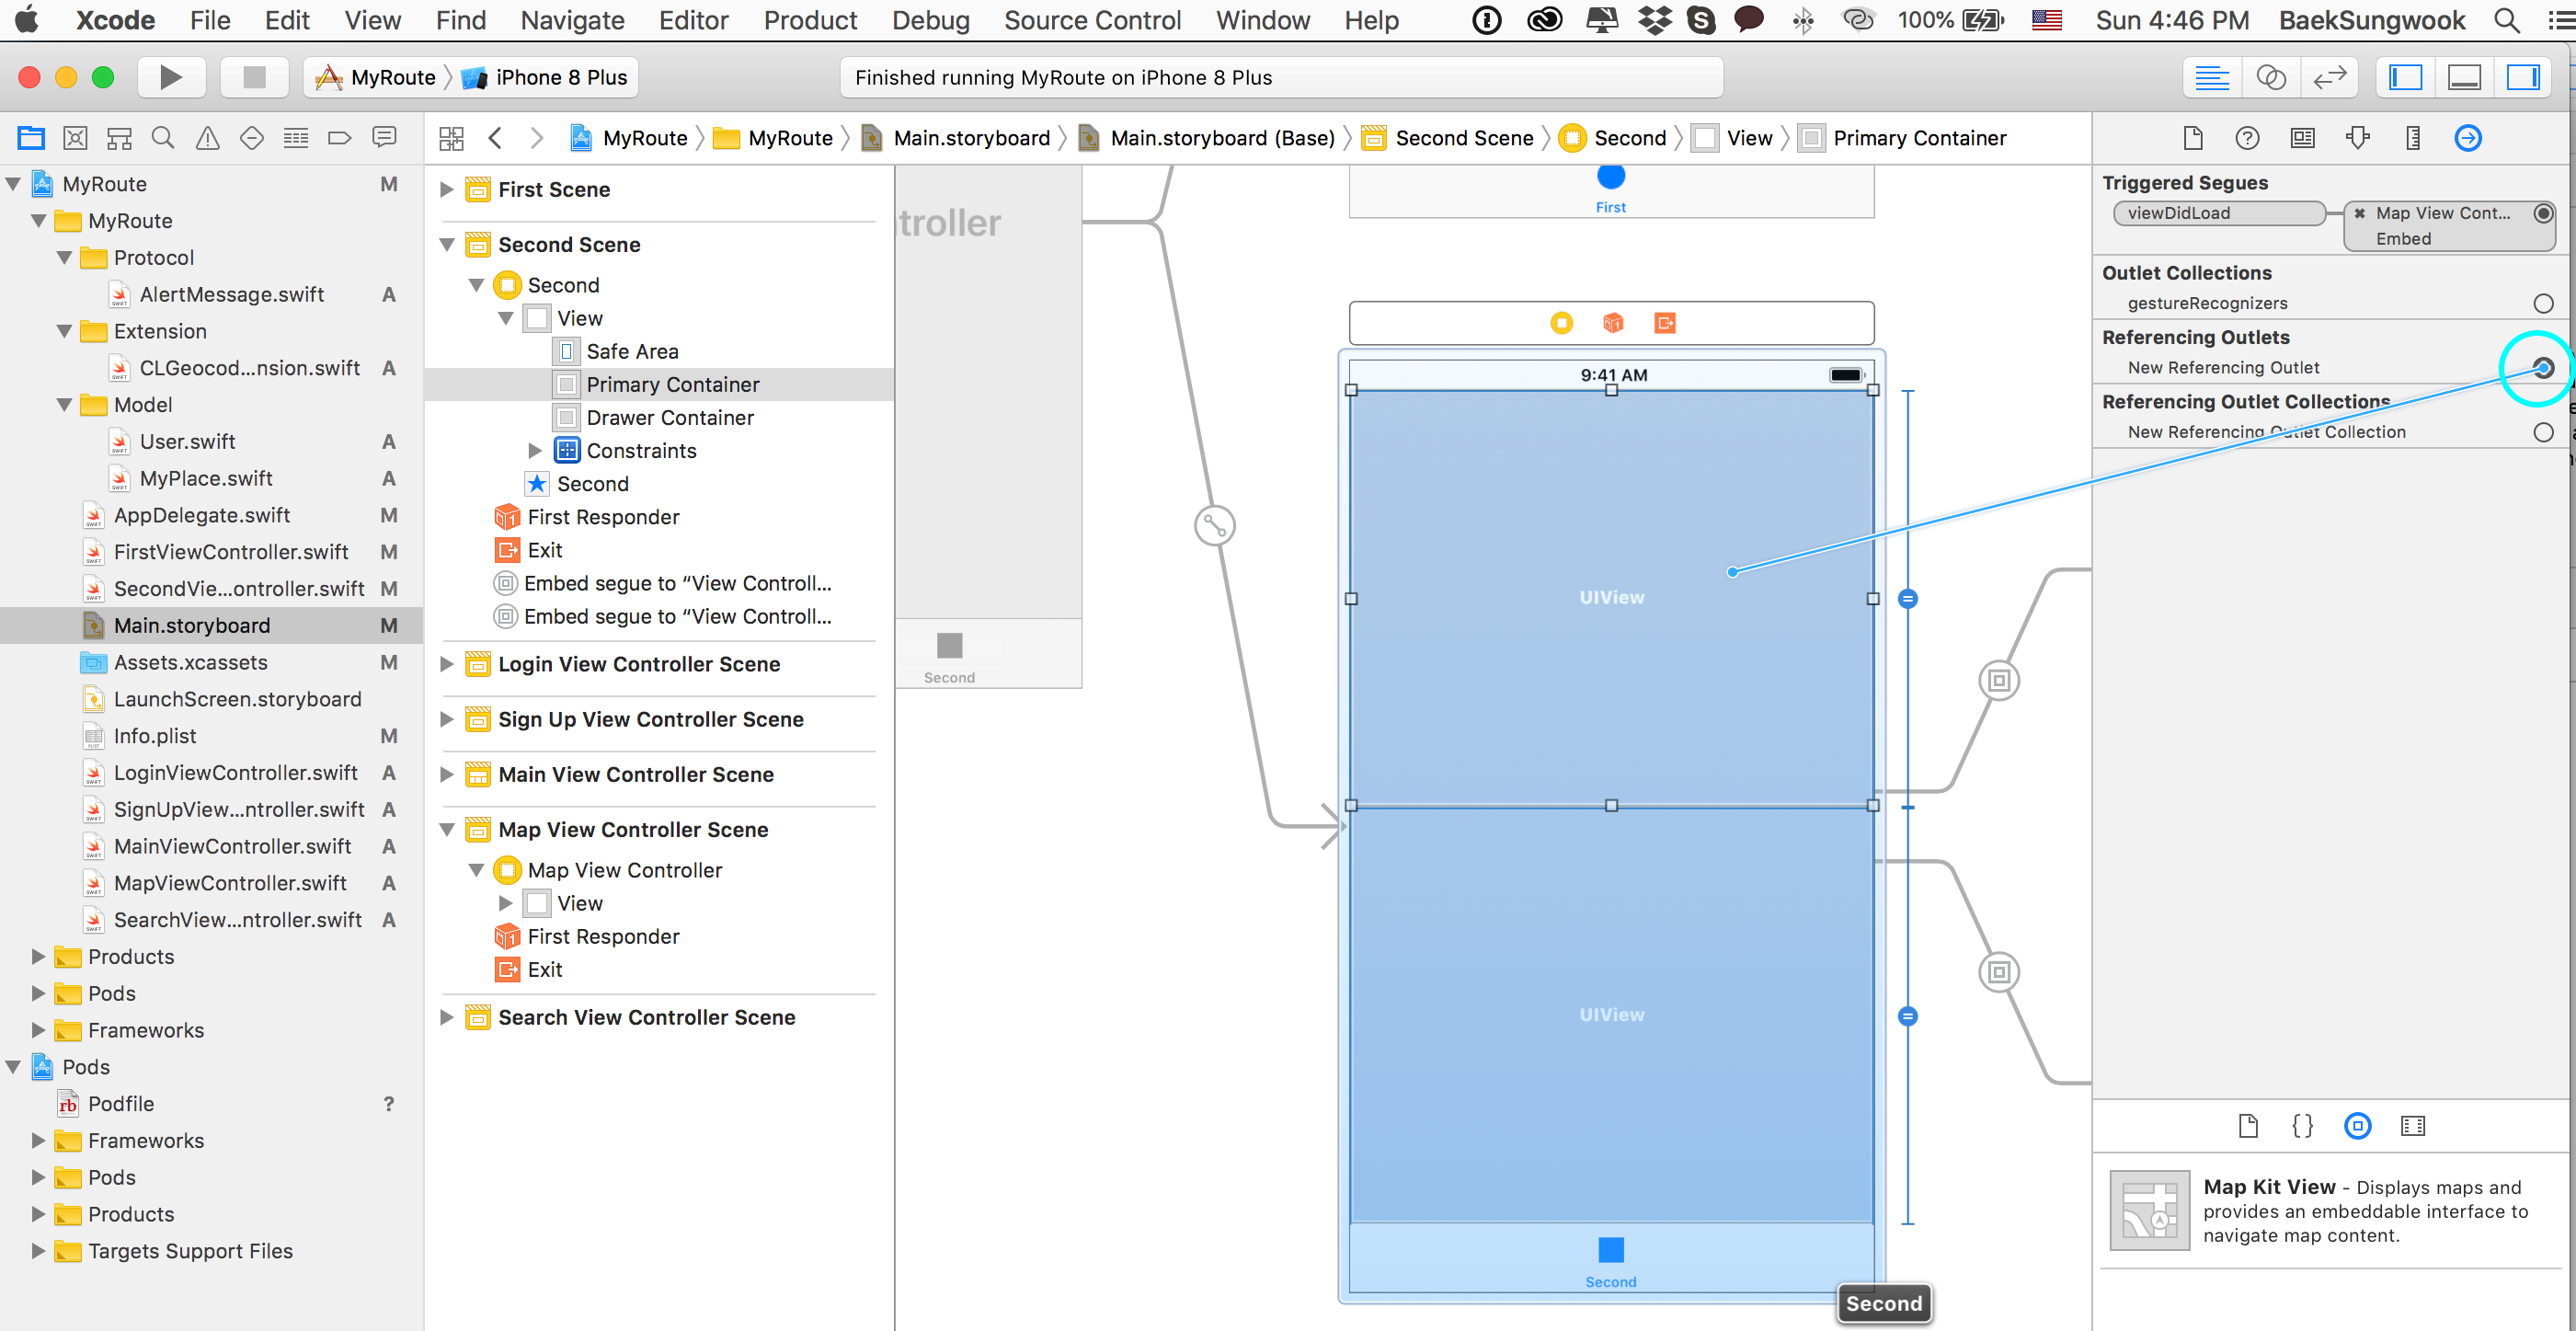 Xcode File Edit View Find Navigate Editor Product Debug Source Control Window Help 100% Sun 4:46 PM BaekSungwook
MyRoute iPhone 8 Plus
Finished running MyRoute on iPhone 8 Plus
MyRoute MyRoute Main.storyboard Main.storyboard (Base) Second Scene Second View Primary Container
MyRoute M
MyRoute
Protocol
AlertMessage.swift A
Extension
CLGeocod...nsion.swift A
Model
User.swift A
MyPlace.swift A
AppDelegate.swift M
FirstViewController.swift M
SecondVie...ontroller.swift M
Main.storyboard M
Assets.xcassets M
LaunchScreen.storyboard
Info.plist M
LoginViewController.swift A
SignUpView...ntroller.swift A
MainViewController.swift A
MapViewController.swift A
SearchView...ntroller.swift A
Products
Pods
Frameworks
Pods
Podfile ?
Frameworks
Pods
Products
Targets Support Files
First Scene
Second Scene
Second
View
Safe Area
Primary Container
Drawer Container
Constraints
Second
First Responder
Exit
Embed segue to “View Controll...
Embed segue to “View Controll...
Login View Controller Scene
Sign Up View Controller Scene
Main View Controller Scene
Map View Controller Scene
Map View Controller
View
First Responder
Exit
Search View Controller Scene
troller
Second
First
9:41 AM
UIView
UIView
Second
Second
Triggered Segues
viewDidLoad
Map View Cont...
Embed
Outlet Collections
gestureRecognizers
Referencing Outlets
New Referencing Outlet
Referencing Outlet Collections
New Referencing Outlet Collection
Map Kit View - Displays maps and
provides an embeddable interface to
navigate map content.